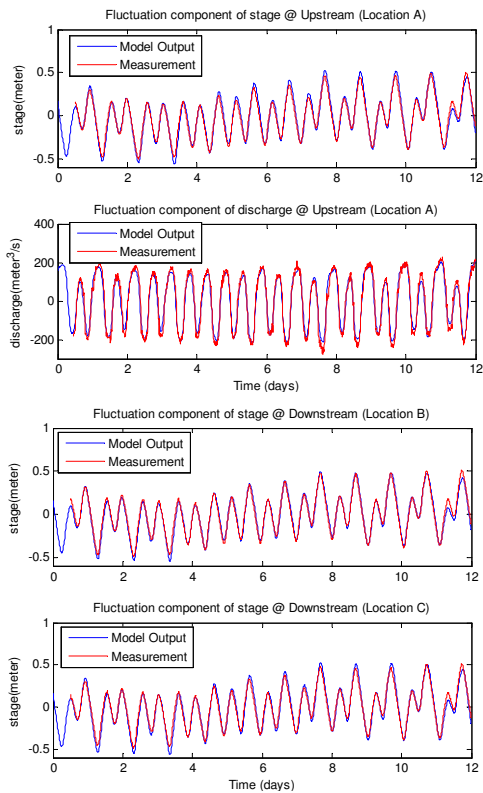 Fluctuation component of stage @ Upstream (Location A)
1
0.5
0
-0.5
stage(meter)
Model Output
Measurement
0 2 4 6 8 10 12
Fluctuation component of discharge @ Upstream (Location A)
400
200
0
-200
discharge(meter³/s)
Model Output
Measurement
0 2 4 6 8 10 12
Time (days)
Fluctuation component of stage @ Downstream (Location B)
1
0.5
0
-0.5
stage(meter)
Model Output
Measurement
0 2 4 6 8 10 12
Fluctuation component of stage @ Downstream (Location C)
1
0.5
0
-0.5
stage(meter)
Model Output
Measurement
0 2 4 6 8 10 12
Time (days)